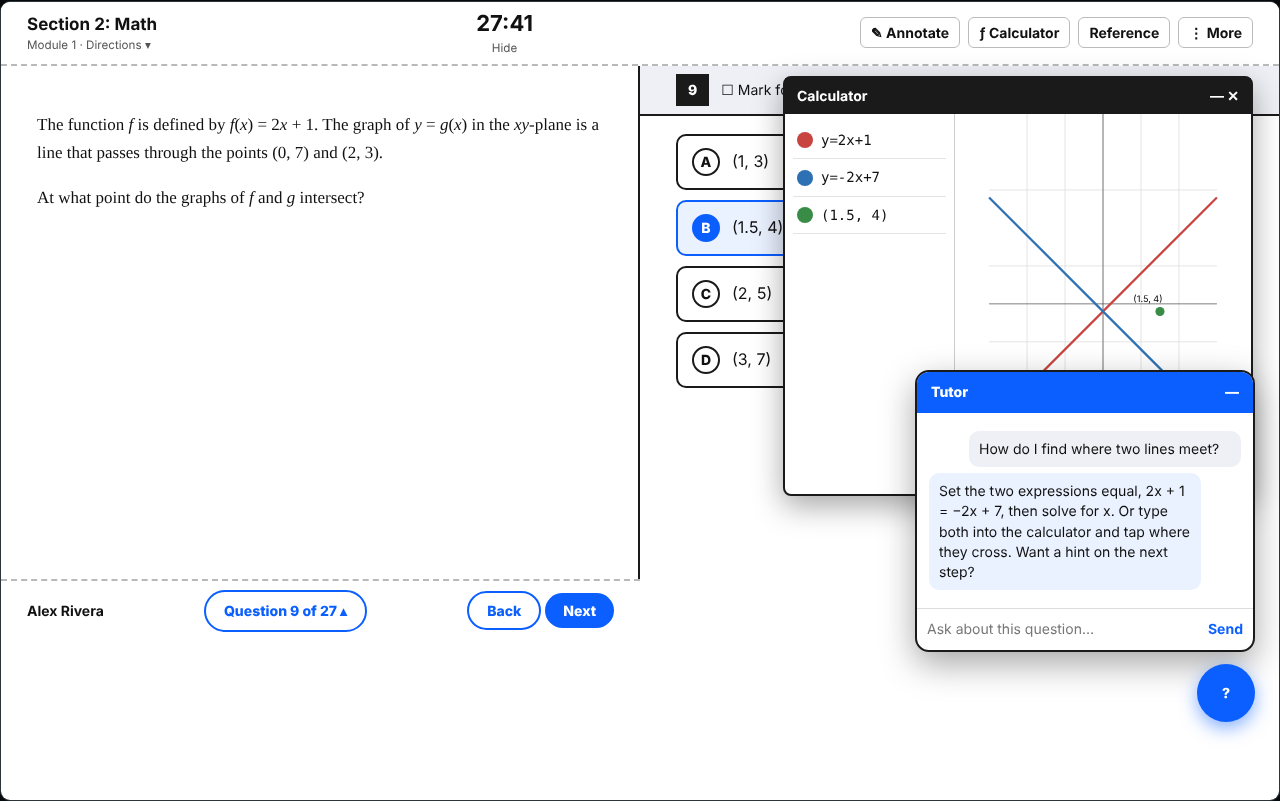 Section 2: Math
Module 1 · Directions ▾
27:41
Hide
✎ Annotate
ƒ Calculator
Reference
⋮ More
The function f is defined by f(x) = 2x + 1. The graph of y = g(x) in the xy-plane is a
line that passes through the points (0, 7) and (2, 3).
At what point do the graphs of f and g intersect?
9
☐ Mark fo
A (1, 3)
B (1.5, 4)
C (2, 5)
D (3, 7)
Calculator
— ✕
y=2x+1
y=-2x+7
(1.5, 4)
(1.5, 4)
Tutor
—
How do I find where two lines meet?
Set the two expressions equal, 2x + 1
= −2x + 7, then solve for x. Or type
both into the calculator and tap where
they cross. Want a hint on the next
step?
Ask about this question...
Send
?
Alex Rivera
Question 9 of 27 ▴
Back
Next